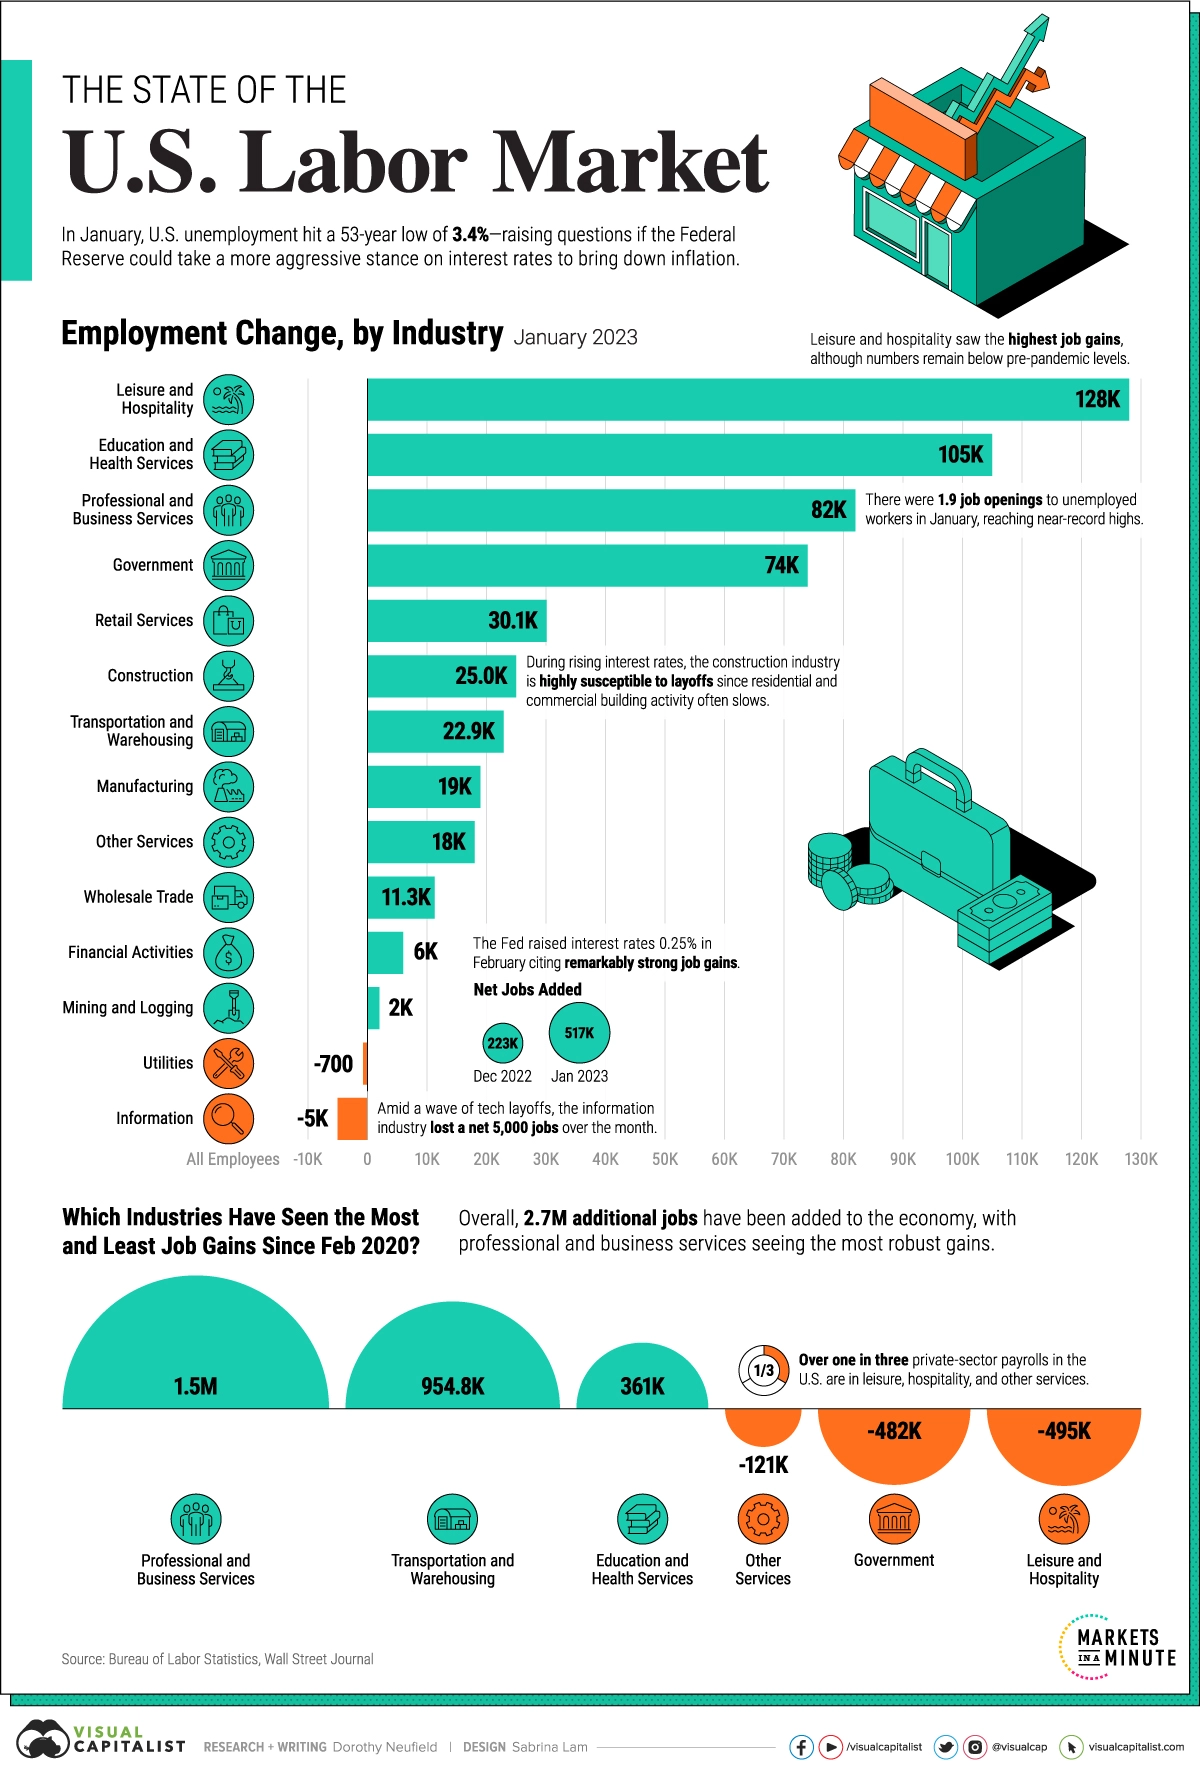 THE STATE OF THE
U.S. Labor Market
In January, U.S. unemployment hit a 53-year low of 3.4%—raising questions if the Federal
Reserve could take a more aggressive stance on interest rates to bring down inflation.
Employment Change, by Industry January 2023
Leisure and hospitality saw the highest job gains,
although numbers remain below pre-pandemic levels.
Leisure and
Hospitality
128K
Education and
Health Services
105K
Professional and
Business Services
82K
There were 1.9 job openings to unemployed
workers in January, reaching near-record highs.
Government
74K
Retail Services
30.1K
Construction
25.0K
During rising interest rates, the construction industry
is highly susceptible to layoffs since residential and
commercial building activity often slows.
Transportation and
Warehousing
22.9K
Manufacturing
19K
Other Services
18K
Wholesale Trade
11.3K
Financial Activities
6K
The Fed raised interest rates 0.25% in
February citing remarkably strong job gains.
Mining and Logging
2K
Net Jobs Added
223K
517K
Dec 2022
Jan 2023
Utilities
-700
Information
-5K
Amid a wave of tech layoffs, the information
industry lost a net 5,000 jobs over the month.
All Employees -10K 0 10K 20K 30K 40K 50K 60K 70K 80K 90K 100K 110K 120K 130K
Which Industries Have Seen the Most
and Least Job Gains Since Feb 2020?
Overall, 2.7M additional jobs have been added to the economy, with
professional and business services seeing the most robust gains.
1.5M
954.8K
361K
1/3
Over one in three private-sector payrolls in the
U.S. are in leisure, hospitality, and other services.
-121K
-482K
-495K
$
Professional and
Business Services
Transportation and
Warehousing
Education and
Health Services
Other
Services
Government
Leisure and
Hospitality
Source: Bureau of Labor Statistics, Wall Street Journal
MARKETS
IN A MINUTE
VISUAL
CAPITALIST
RESEARCH + WRITING Dorothy Neufield | DESIGN Sabrina Lam
/visualcapitalist
@visualcap
visualcapitalist.com